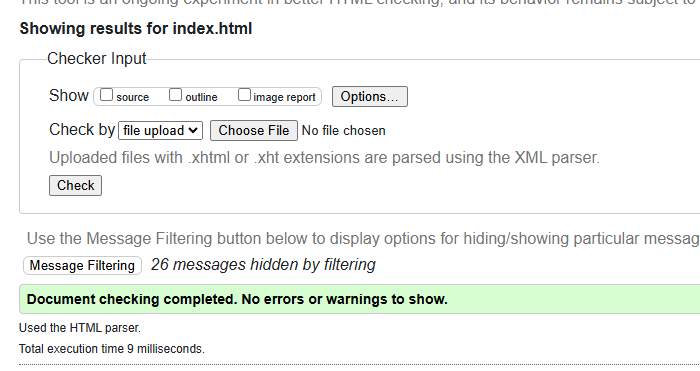 This tool is an ongoing experiment in better HTML checking, and its behavior remains subject to
Showing results for index.html
Checker Input
Show source outline image report Options...
Check by file upload Choose File No file chosen
Uploaded files with .xhtml or .xht extensions are parsed using the XML parser.
Check
Use the Message Filtering button below to display options for hiding/showing particular messag
Message Filtering 26 messages hidden by filtering
Document checking completed. No errors or warnings to show.
Used the HTML parser.
Total execution time 9 milliseconds.